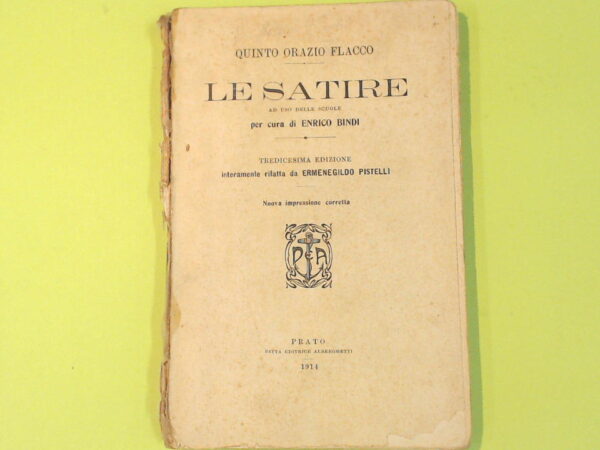 QUINTO ORAZIO FLACCO
LE SATIRE
AD USO DELLE SCUOLE
per cura di ENRICO BINDI
TREDICESIMA EDIZIONE
interamente rifatta da ERMENEGILDO PISTELLI
Nuova impressione corretta
P A
PRATO
DITTA EDITRICE ALBERGHETTI
1914